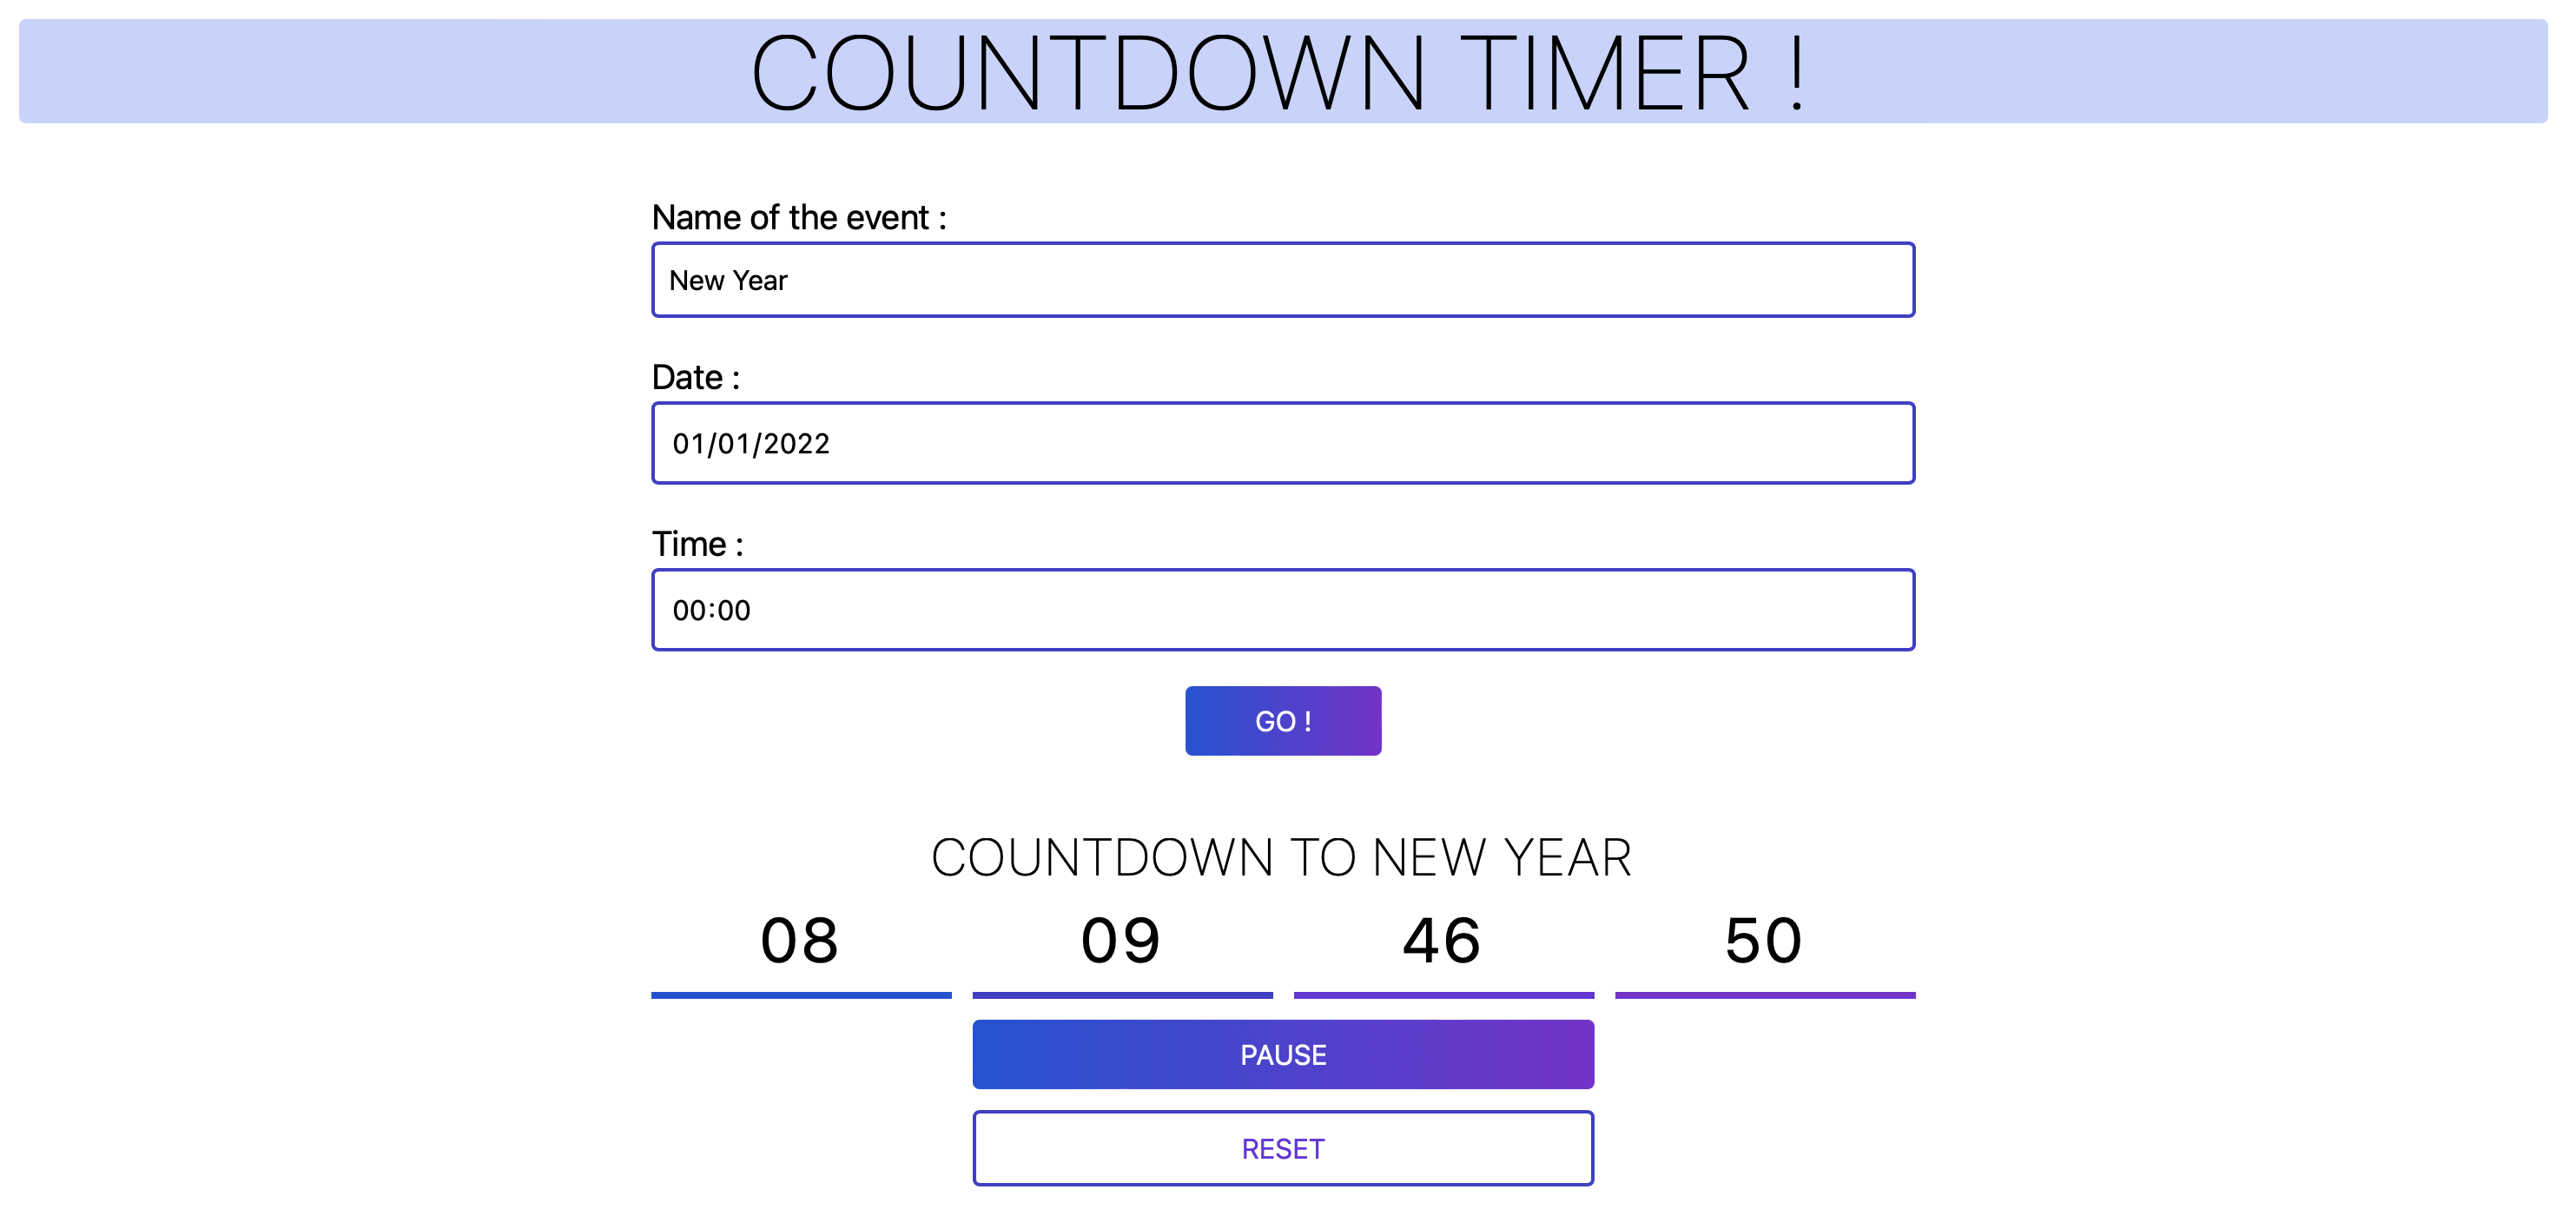 COUNTDOWN TIMER !
Name of the event :
New Year
Date :
01/01/2022
Time :
00:00
GO !
COUNTDOWN TO NEW YEAR
08 09 46 50
PAUSE
RESET